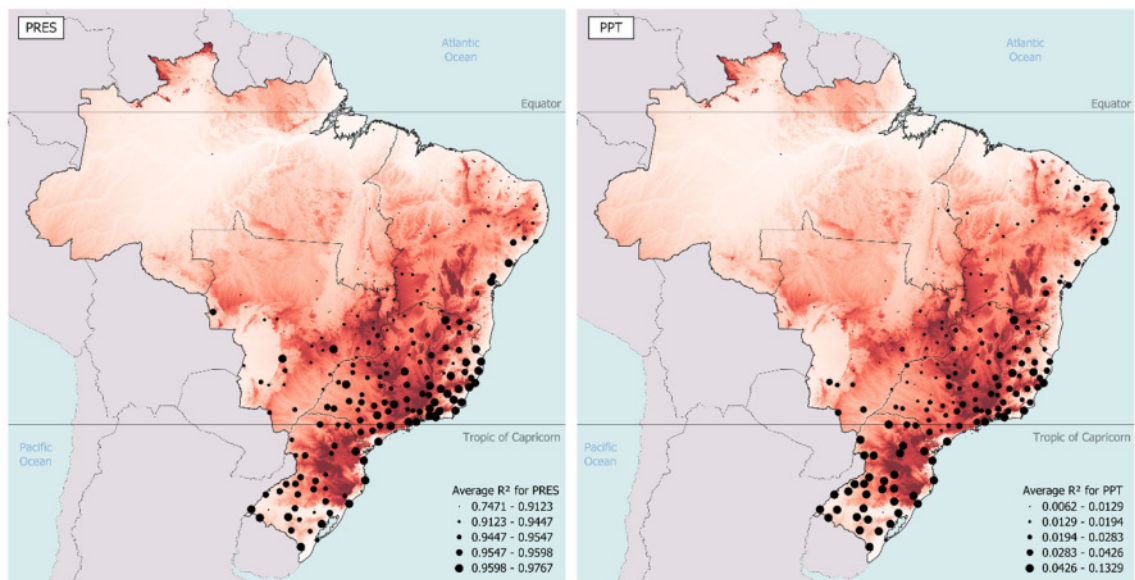 PRES
Atlantic
Ocean
Equator
Pacific
Ocean
Tropic of Capricorn
Average R² for PRES
0.7471 - 0.9123
0.9123 - 0.9447
0.9447 - 0.9547
0.9547 - 0.9598
0.9598 - 0.9767
PPT
Atlantic
Ocean
Equator
Pacific
Ocean
Tropic of Capricorn
Average R² for PPT
0.0062 - 0.0129
0.0129 - 0.0194
0.0194 - 0.0283
0.0283 - 0.0426
0.0426 - 0.1329